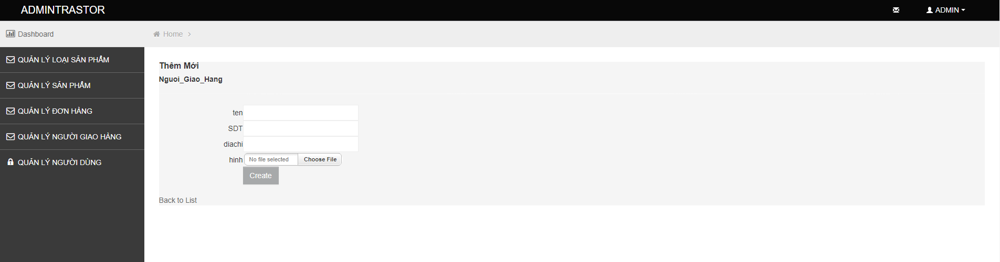 ADMINTRASTOR
ADMIN
Dashboard
Home
QUẢN LÝ LOẠI SẢN PHẨM
QUẢN LÝ SẢN PHẨM
QUẢN LÝ ĐƠN HÀNG
QUẢN LÝ NGƯỜI GIAO HÀNG
QUẢN LÝ NGƯỜI DÙNG
Thêm Mới
Nguoi_Giao_Hang
ten
SDT
diachi
hinh No file selected Choose File
Create
Back to List